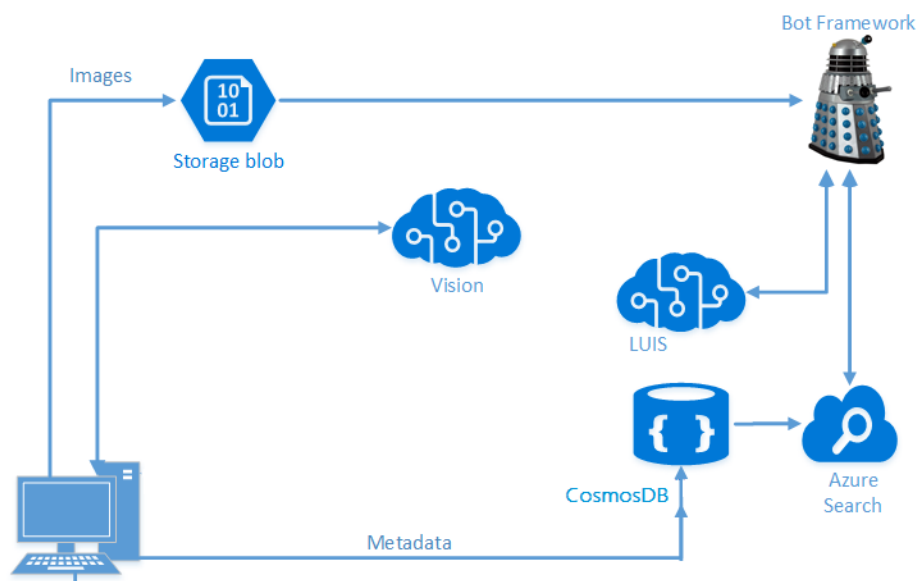 Bot Framework
Images
10
01
Storage blob
Vision
LUIS
{ }
CosmosDB
Azure
Search
Metadata